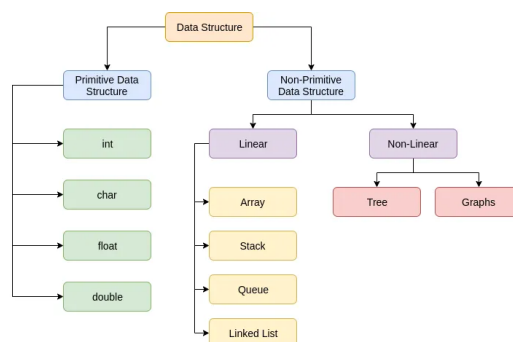 Data Structure
Primitive Data
Structure
Non-Primitive
Data Structure
int
Linear
Non-Linear
char
Array
Tree
Graphs
float
Stack
double
Queue
Linked List